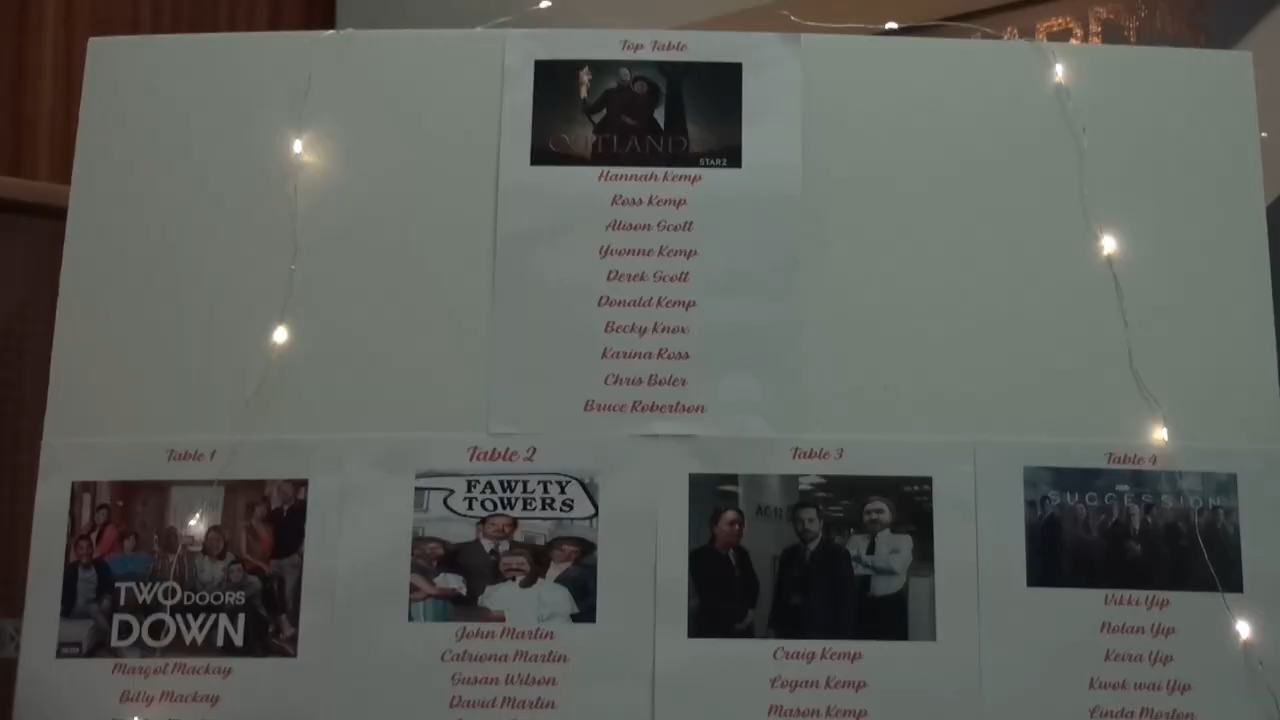 Top Table
OUTLAND
STARZ
Hannah Kemp
Ross Kemp
Alison Scott
Yvonne Kemp
Derek Scott
Donald Kemp
Becky Knox
Karina Ross
Chris Boler
Bruce Robertson
Table 1
TWO DOORS
DOWN
Margot Mackay
Billy Mackay
Table 2
FAWLTY
TOWERS
John Martin
Catriona Martin
Susan Wilson
David Martin
Table 3
AC-12
Craig Kemp
Logan Kemp
Mason Kemp
Table 4
SUCCESSION
Vikki Yip
Nolan Yip
Keira Yip
Kwok wai Yip
Linda Morton